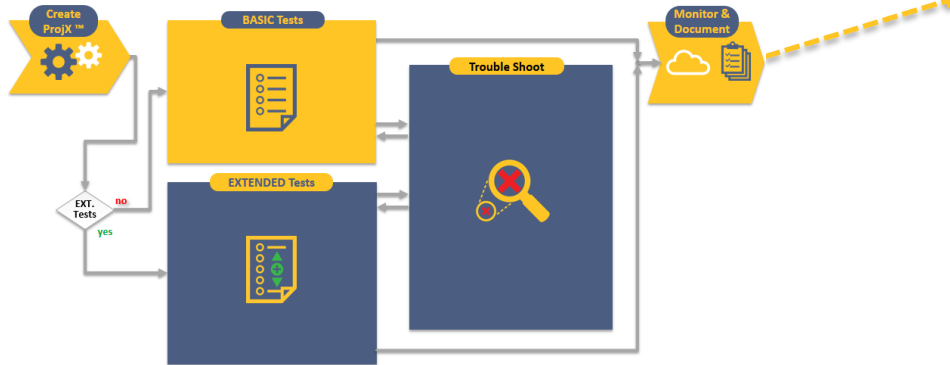 Create
ProjX ™
BASIC Tests
Monitor &
Document
Trouble Shoot
EXTENDED Tests
EXT.
Tests
no
yes